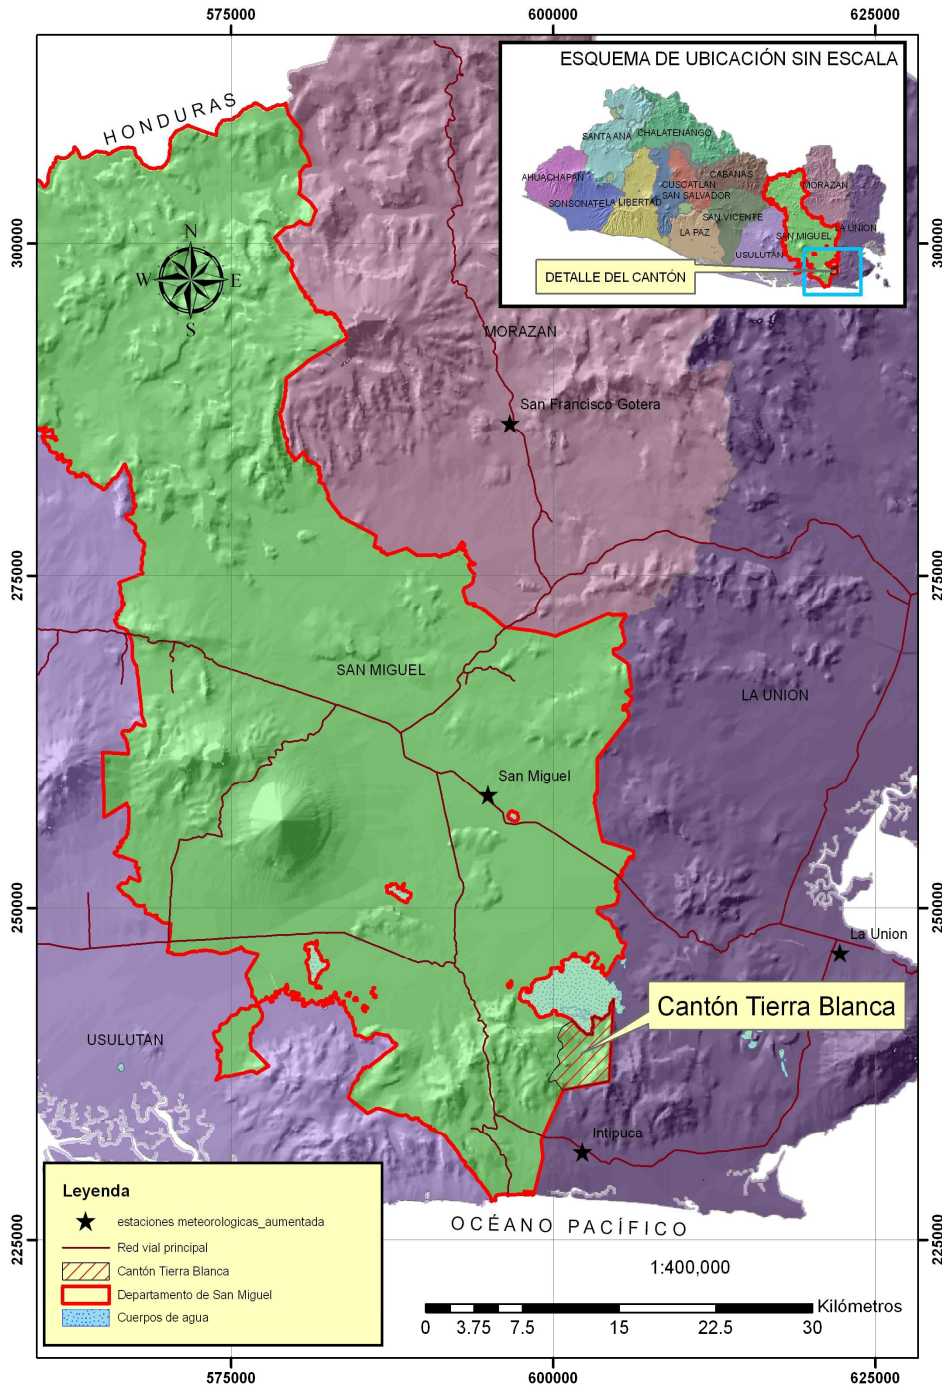 575000
600000
625000
ESQUEMA DE UBICACIÓN SIN ESCALA
HONDURAS
SANTA ANA
CHALATENANGO
AHUACHAPAN
CABANAS
CUSCATLAN
MORAZAN
SONSONATE
LA LIBERTAD
SAN SALVADOR
SAN VICENTE
LA PAZ
SAN MIGUEL
LA UNION
USULUTAN
DETALLE DEL CANTÓN
300000
300000
N
W
E
S
MORAZAN
San Francisco Gotera
275000
275000
SAN MIGUEL
LA UNION
San Miguel
250000
250000
La Union
Cantón Tierra Blanca
USULUTAN
Intipuca
Leyenda
estaciones meteorologicas_aumentada
Red vial principal
Cantón Tierra Blanca
Departamento de San Miguel
Cuerpos de agua
OCÉANO PACÍFICO
225000
225000
1:400,000
Kilómetros
0 3.75 7.5 15 22.5 30
575000
600000
625000